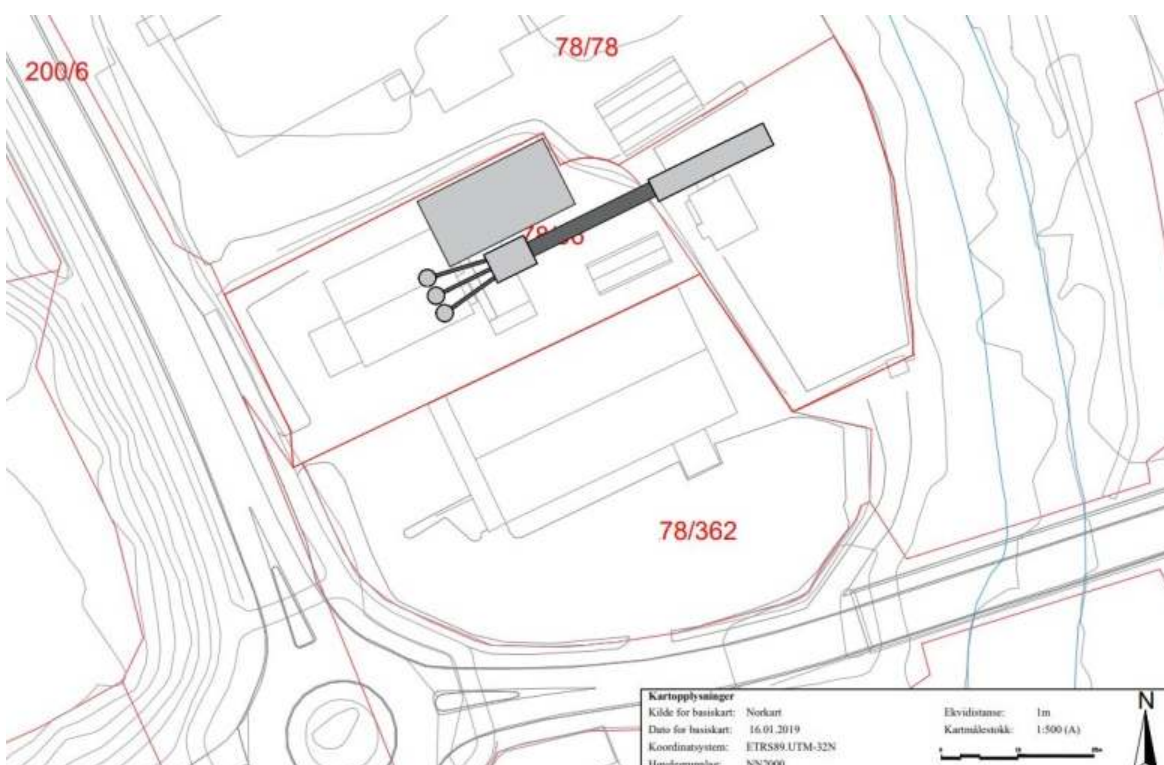 78/78
200/6
78/362
Kartopplysninger
N
Kilde for basiskart: Norkart
Ekvidistanse: 1m
Dato for basiskart: 16.01.2019
Kartmålestokk: 1:500 (A)
Koordinatsystem: ETRS89.UTM-32N
NN2000